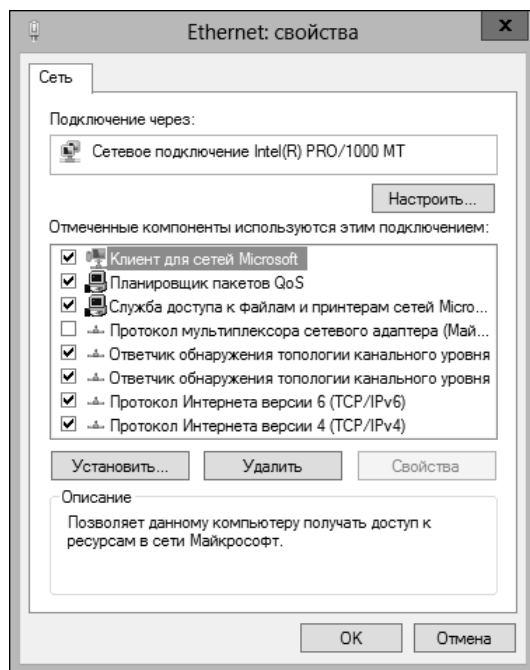 Ethernet: свойства
x
Сеть
Подключение через:
Сетевое подключение Intel(R) PRO/1000 MT
Настроить...
Отмеченные компоненты используются этим подключением:
Клиент для сетей Microsoft
Планировщик пакетов QoS
Служба доступа к файлам и принтерам сетей Micro...
Протокол мультиплексора сетевого адаптера (Май...
Ответчик обнаружения топологии канального уровня
Ответчик обнаружения топологии канального уровня
Протокол Интернета версии 6 (TCP/IPv6)
Протокол Интернета версии 4 (TCP/IPv4)
Установить... Удалить Свойства
Описание
Позволяет данному компьютеру получать доступ к
ресурсам в сети Майкрософт.
OK Отмена